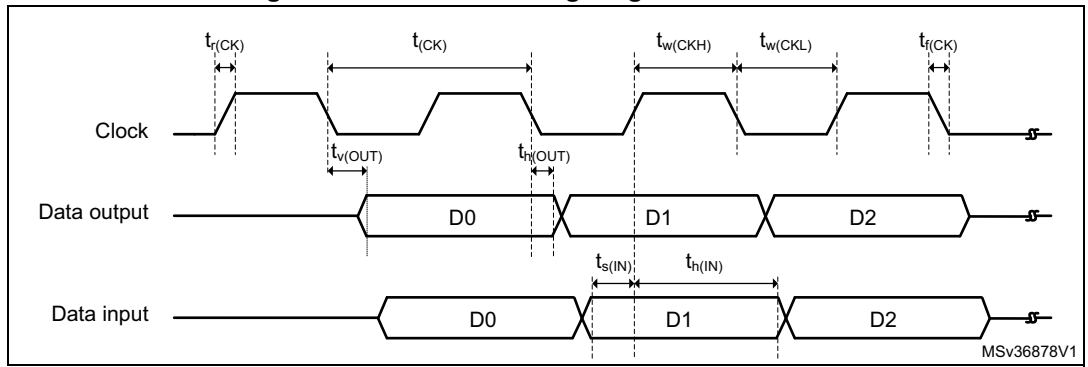 tr(CK) t(CK) tw(CKH) tw(CKL) tf(CK)
Clock
tv(OUT) th(OUT)
Data output D0 D1 D2
ts(IN) th(IN)
Data input D0 D1 D2
MSv36878V1